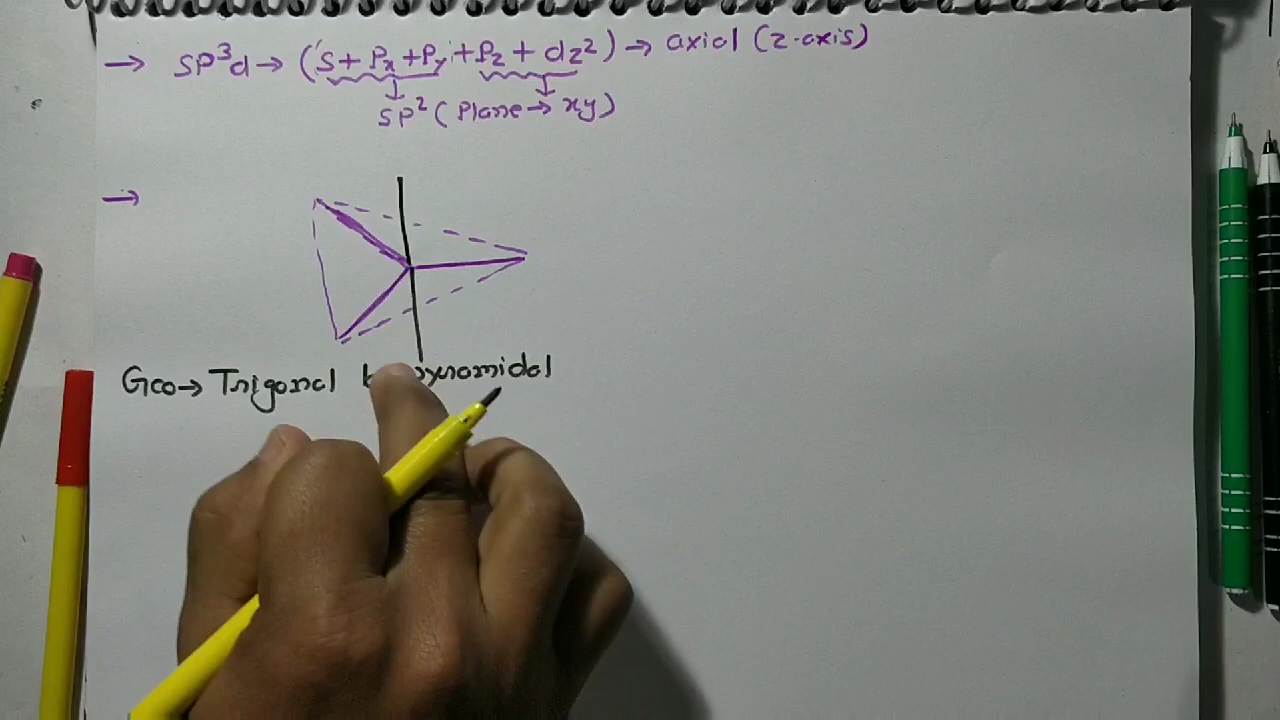 → SP³d → (s + Px + Py + Pz + dz²) → axial (z-axis)
SP² (Plane → xy)
→
Geo → Trigonal